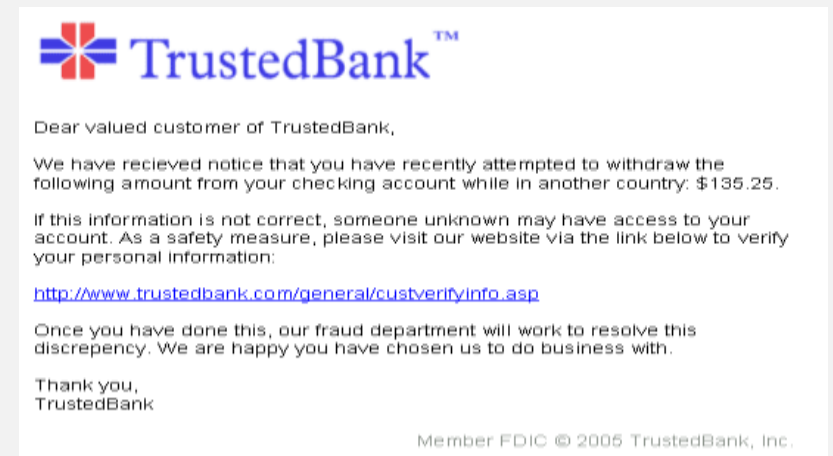 TrustedBank™
Dear valued customer of TrustedBank,
We have recieved notice that you have recently attempted to withdraw the
following amount from your checking account while in another country: $135.25.
If this information is not correct, someone unknown may have access to your
account. As a safety measure, please visit our website via the link below to verify
your personal information:
http://www.trustedbank.com/general/custverifyinfo.asp
Once you have done this, our fraud department will work to resolve this
discrepency. We are happy you have chosen us to do business with.
Thank you,
TrustedBank
Member FDIC © 2005 TrustedBank, Inc.